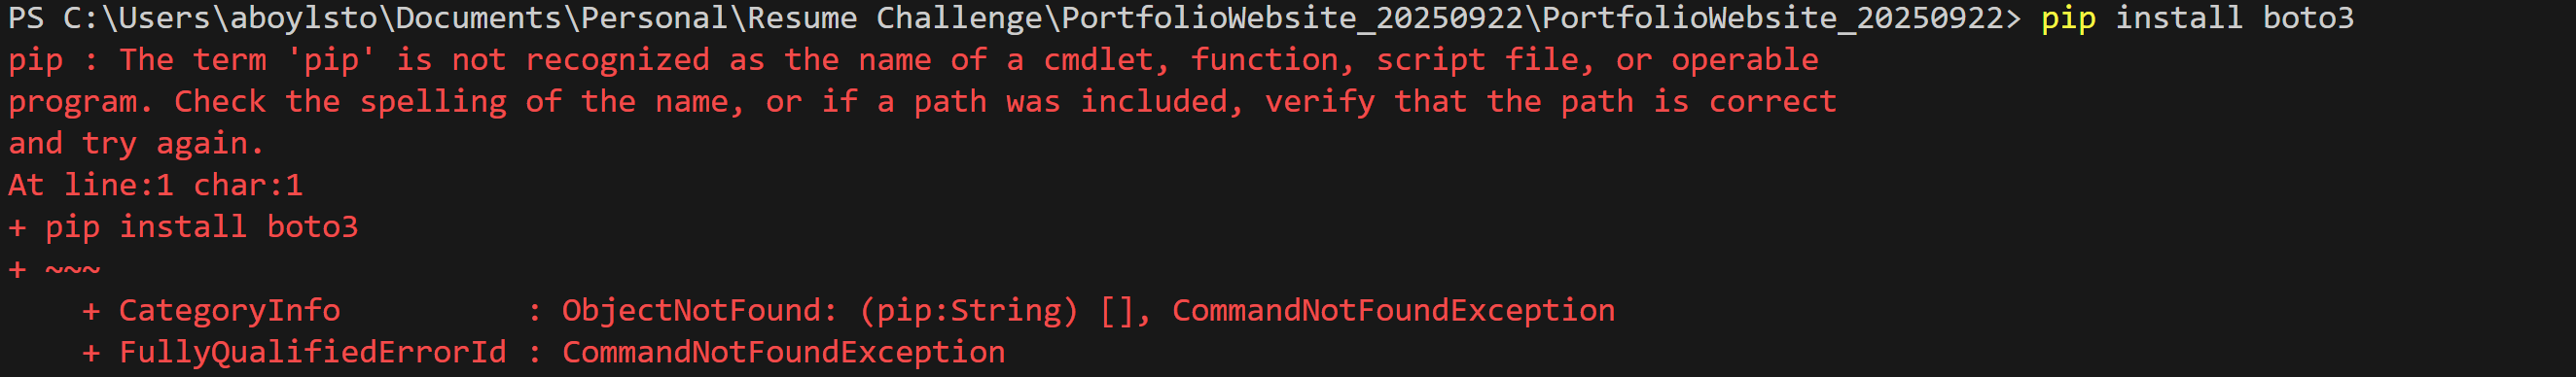 PS C:\Users\aboylsto\Documents\Personal\Resume Challenge\PortfolioWebsite_20250922\PortfolioWebsite_20250922> pip install boto3
pip : The term 'pip' is not recognized as the name of a cmdlet, function, script file, or operable
program. Check the spelling of the name, or if a path was included, verify that the path is correct
and try again.
At line:1 char:1
+ pip install boto3
+ ~~~
    + CategoryInfo          : ObjectNotFound: (pip:String) [], CommandNotFoundException
    + FullyQualifiedErrorId : CommandNotFoundException